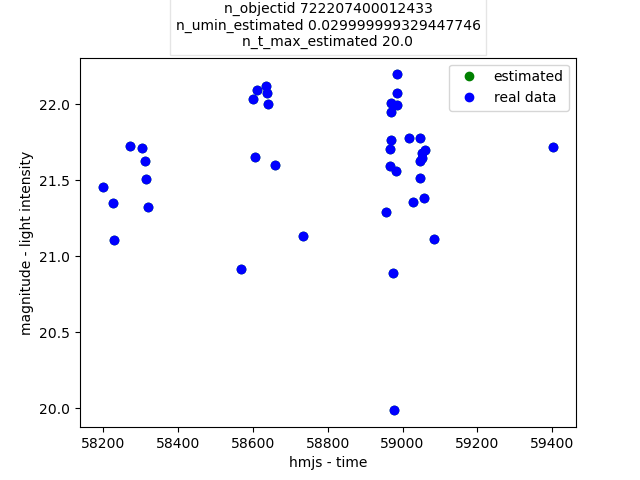 n_objectid 722207400012433
n_umin_estimated 0.029999999329447746
n_t_max_estimated 20.0
estimated
real data
magnitude - light intensity
22.0
21.5
21.0
20.5
20.0
58200 58400 58600 58800 59000 59200 59400
hmjs - time